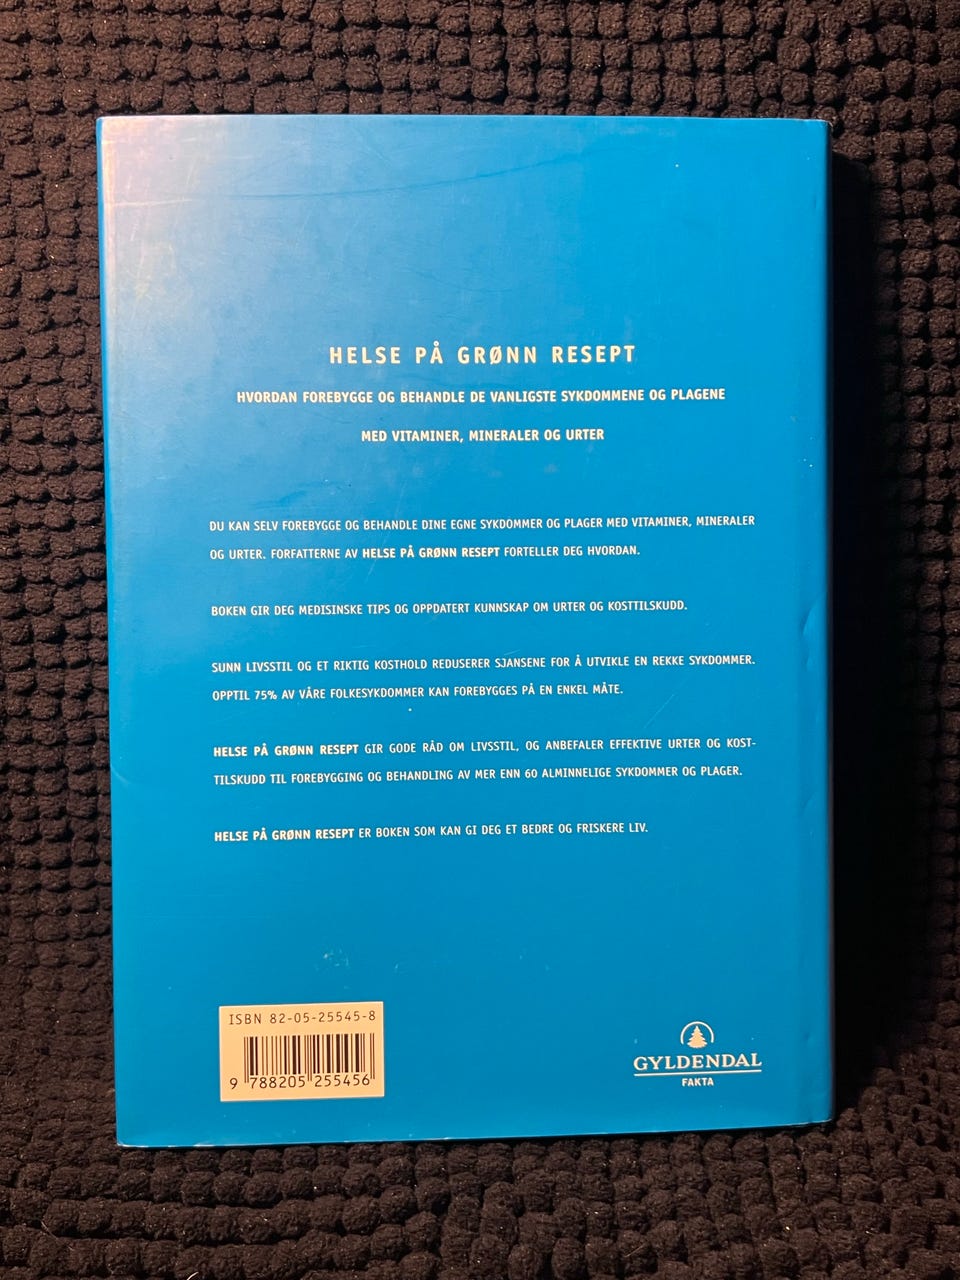 HELSE PÅ GRØNN RESEPT
HVORDAN FOREBYGGE OG BEHANDLE DE VANLIGSTE SYKDOMMENE OG PLAGENE
MED VITAMINER, MINERALER OG URTER
DU KAN SELV FOREBYGGE OG BEHANDLE DINE EGNE SYKDOMMER OG PLAGER MED VITAMINER, MINERALER
OG URTER. FORFATTERNE AV HELSE PÅ GRØNN RESEPT FORTELLER DEG HVORDAN.
BOKEN GIR DEG MEDISINSKE TIPS OG OPPDATERT KUNNSKAP OM URTER OG KOSTTILSKUDD.
SUNN LIVSSTIL OG ET RIKTIG KOSTHOLD REDUSERER SJANSENE FOR Å UTVIKLE EN REKKE SYKDOMMER.
OPPTIL 75% AV VÅRE FOLKESYKDOMMER KAN FOREBYGGES PÅ EN ENKEL MÅTE.
HELSE PÅ GRØNN RESEPT GIR GODE RÅD OM LIVSSTIL, OG ANBEFALER EFFEKTIVE URTER OG KOST-
TILSKUDD TIL FOREBYGGING OG BEHANDLING AV MER ENN 60 ALMINNELIGE SYKDOMMER OG PLAGER.
HELSE PÅ GRØNN RESEPT ER BOKEN SOM KAN GI DEG ET BEDRE OG FRISKERE LIV.
ISBN 82-05-25545-8
9 788205 255456
GYLDENDAL
FAKTA